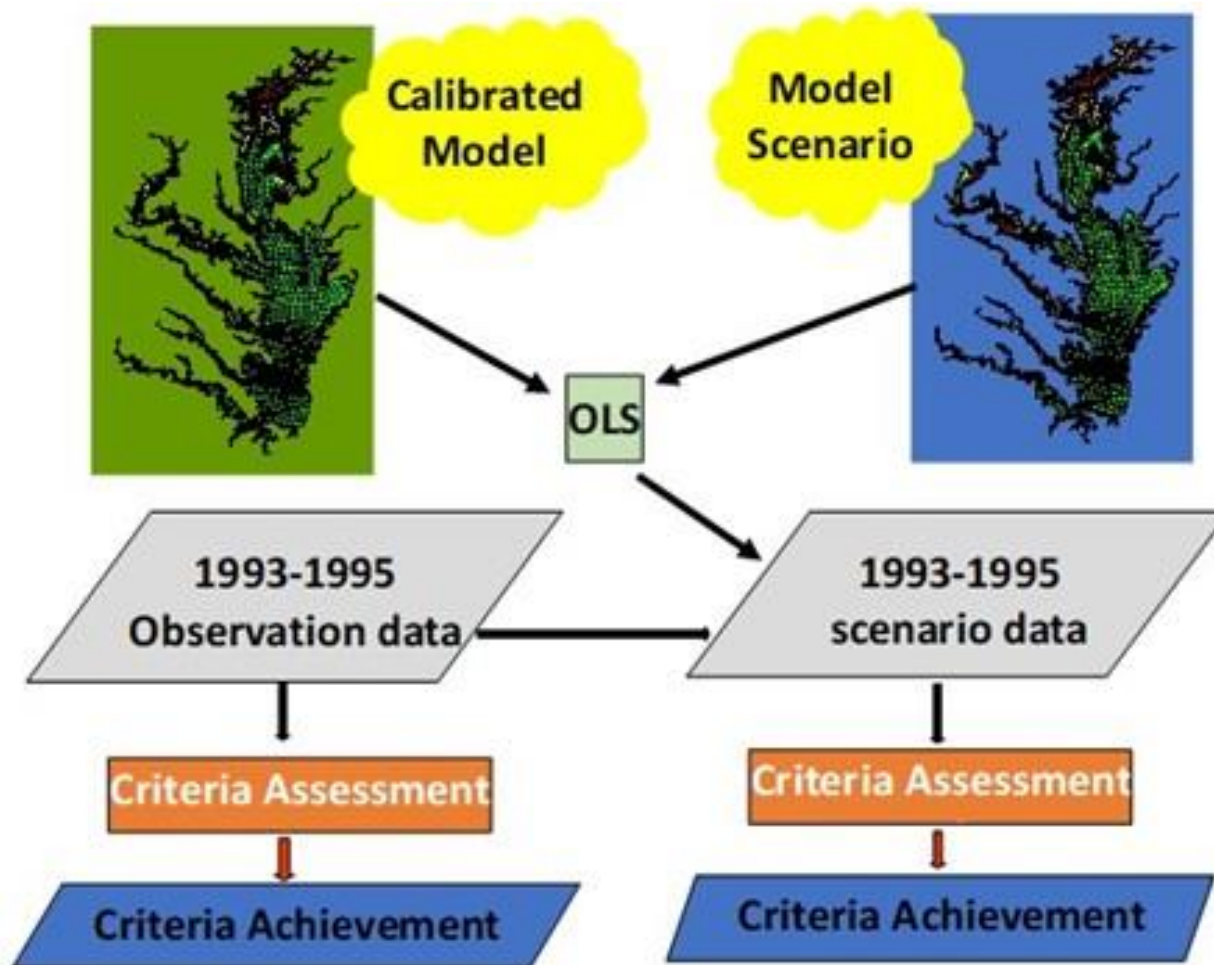 Calibrated
Model
Model
Scenario
OLS
1993-1995
Observation data
1993-1995
scenario data
Criteria Assessment
Criteria Assessment
Criteria Achievement
Criteria Achievement